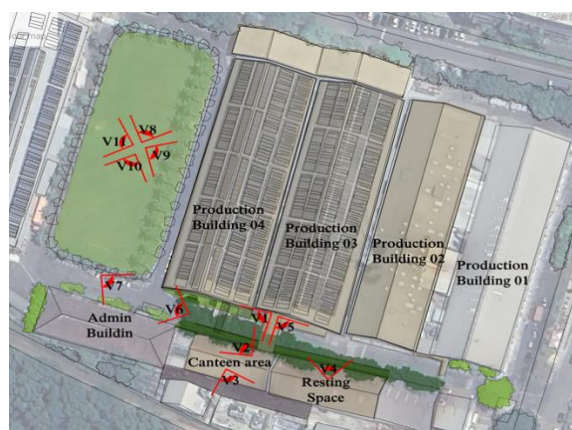 V8
V11
V9
V10
Production
Building 04
Production
Building 03
Production
Building 02
Production
Building 01
V7
V6
V1
V5
Admin
Buildin
V2
Canteen area
V4
V3
Resting
Space